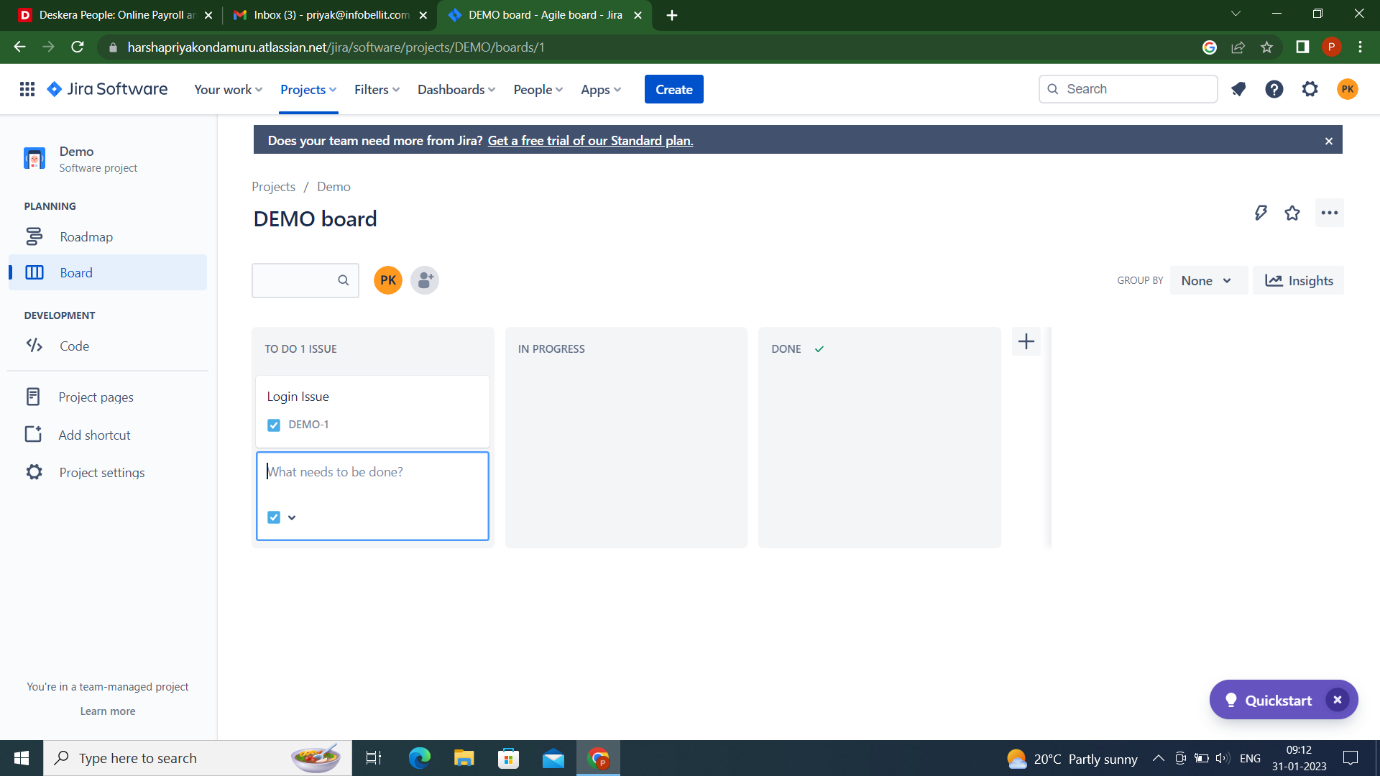 Deskera People: Online Payroll an
Inbox (3) - priyak@infobellit.com
DEMO board - Agile board - Jira
harshapriyakondamuru.atlassian.net/jira/software/projects/DEMO/boards/1
P
Jira Software
Your work
Projects
Filters
Dashboards
People
Apps
Create
Search
PK
Does your team need more from Jira? Get a free trial of our Standard plan.
Demo
Software project
PLANNING
Roadmap
Board
DEVELOPMENT
Code
Project pages
Add shortcut
Project settings
You're in a team-managed project
Learn more
Projects / Demo
DEMO board
PK
GROUP BY
None
Insights
TO DO 1 ISSUE
Login Issue
DEMO-1
What needs to be done?
IN PROGRESS
DONE
Quickstart
Type here to search
20°C Partly sunny
ENG
09:12
31-01-2023